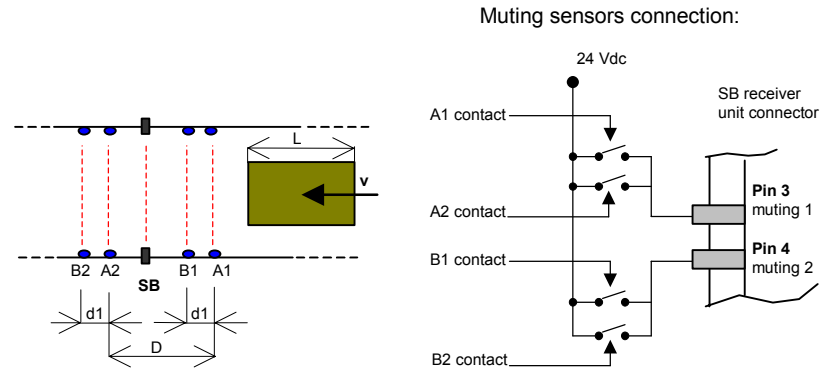 Muting sensors connection:
24 Vdc
SB receiver
unit connector
A1 contact
L
v
Pin 3
muting 1
A2 contact
Pin 4
muting 2
B1 contact
B2 A2 SB B1 A1
d1 d1
D
B2 contact